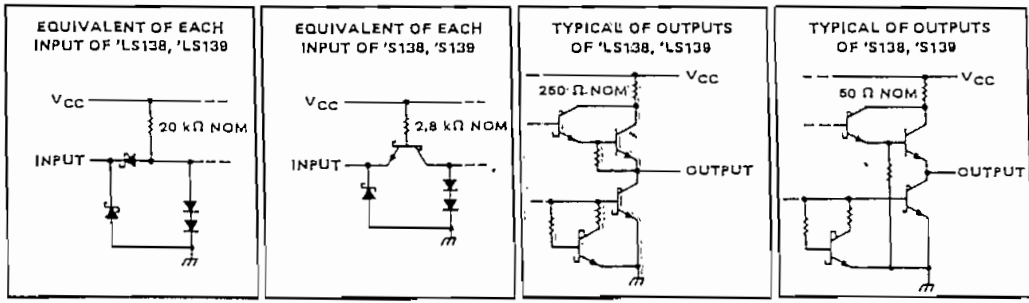 EQUIVALENT OF EACH
INPUT OF 'LS138, 'LS139
VCC
20 kΩ NOM
INPUT
EQUIVALENT OF EACH
INPUT OF 'S138, 'S139
VCC
2,8 kΩ NOM
INPUT
TYPICAL OF OUTPUTS
OF 'LS138, 'LS139
VCC
250 Ω NOM
OUTPUT
TYPICAL OF OUTPUTS
OF 'S138, 'S139
VCC
50 Ω NOM
OUTPUT